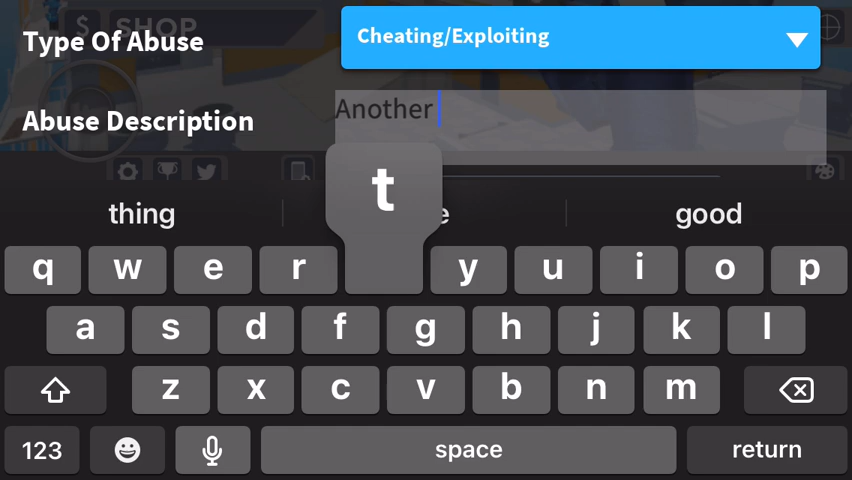 $ SHOP
Type Of Abuse
Cheating/Exploiting
Abuse Description
Another
t
thing
e
good
q w e r y u i o p
a s d f g h j k l
z x c v b n m
123
space
return